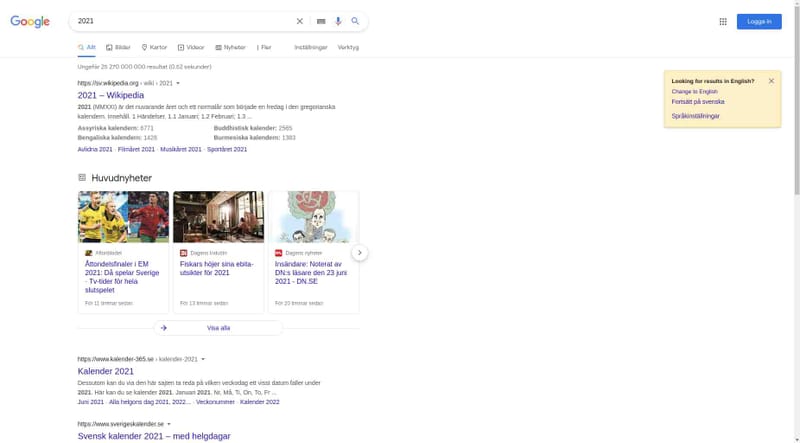 Google
2021
Logga in
Allt Bilder Kartor Videor Nyheter Fler Inställningar Verktyg
Ungefär 25 270 000 000 resultat (0,62 sekunder)
Looking for results in English?
Change to English
Fortsätt på svenska
Språkinställningar
https://sv.wikipedia.org › wiki › 2021
2021 – Wikipedia
2021 (MMXXI) är det nuvarande året och ett normalår som började en fredag i den gregorianska
kalendern. Innehåll. 1 Händelser. 1.1 Januari; 1.2 Februari; 1.3 ...
Assyriska kalendern: 6771 Buddhistisk kalender: 2565
Bengaliska kalendern: 1428 Burmesiska kalendern: 1383
Avlidna 2021 · Filmåret 2021 · Musikåret 2021 · Sportåret 2021
Huvudnyheter
Aftonbladet
Åttondelsfinaler i EM
2021: Då spelar Sverige
- Tv-tider för hela
slutspelet
För 11 timmar sedan
Dagens industri
Fiskars höjer sina ebita-
utsikter för 2021
För 13 timmar sedan
Dagens nyheter
Insändare: Noterat av
DN:s läsare den 23 juni
2021 - DN.SE
För 20 timmar sedan
Visa alla
https://www.kalender-365.se › kalender-2021
Kalender 2021
Dessutom kan du via den här sajten ta reda på vilken veckodag ett visst datum faller under
2021. Här kan du se kalender 2021. Januari 2021. Nr, Må, Ti, On, To, Fr ...
Juni 2021 · Alla helgons dag 2021, 2022... · Veckonummer · Kalender 2022
https://www.sverigeskalender.se
Svensk kalender 2021 – med helgdagar